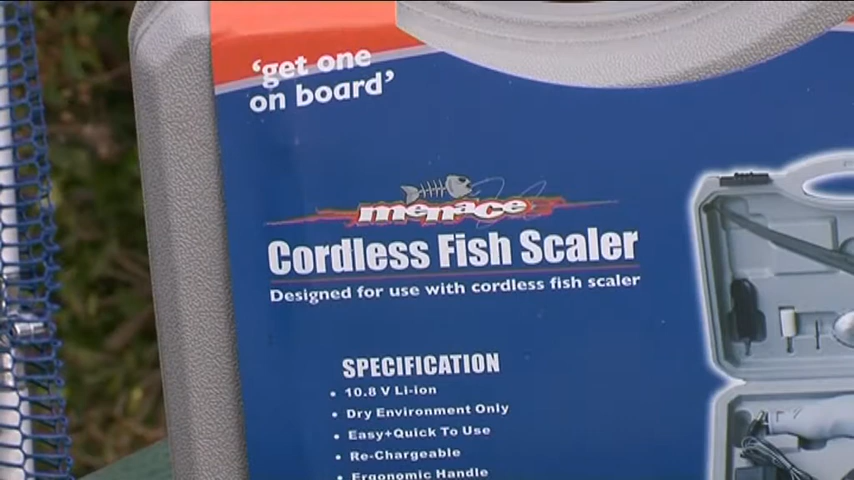 ‘get one
on board’
menace
Cordless Fish Scaler
Designed for use with cordless fish scaler
SPECIFICATION
• 10.8 V Li-ion
• Dry Environment Only
• Easy+Quick To Use
• Re-Chargeable
• Ergonomic Handle